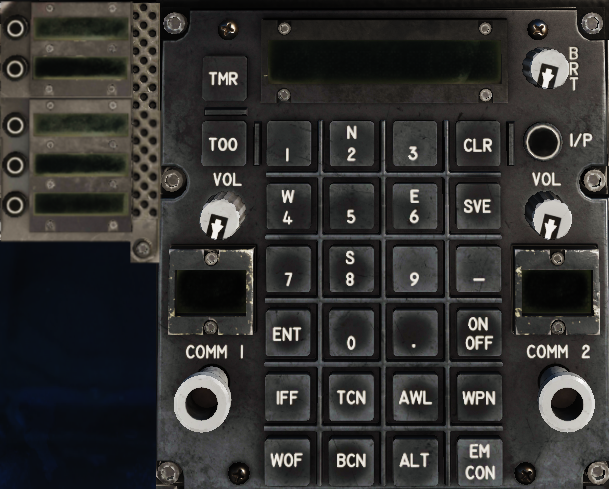 BRT
TMR
TOO
1
N
2
3
CLR
I/P
VOL
VOL
W
4
5
E
6
SVE
7
S
8
9
–
ENT
0
.
ON
OFF
COMM 1
COMM 2
IFF
TCN
AWL
WPN
WOF
BCN
ALT
EM
CON